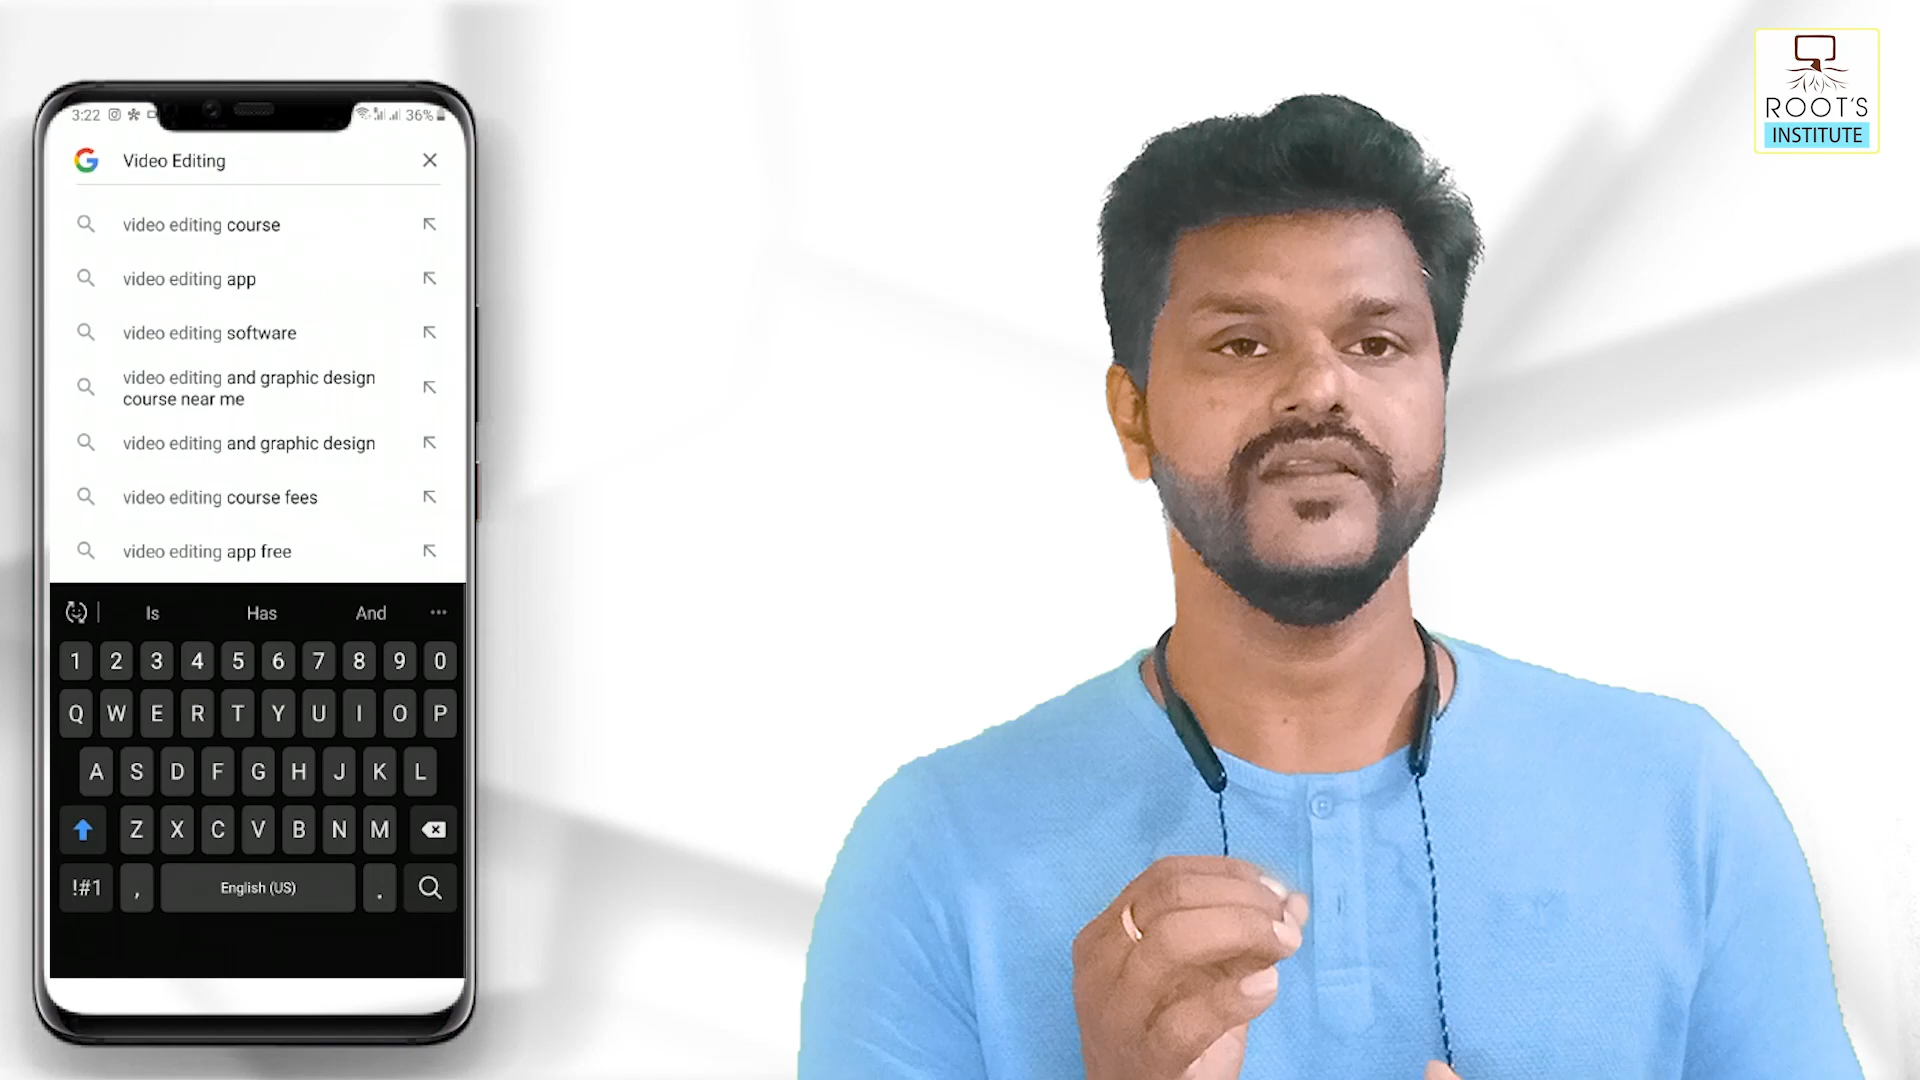 3:22
36%
Video Editing
video editing course
video editing app
video editing software
video editing and graphic design
course near me
video editing and graphic design
video editing course fees
video editing app free
Is Has And
1 2 3 4 5 6 7 8 9 0
Q W E R T Y U I O P
A S D F G H J K L
Z X C V B N M
!#1 , English (US) .
ROOT'S
INSTITUTE